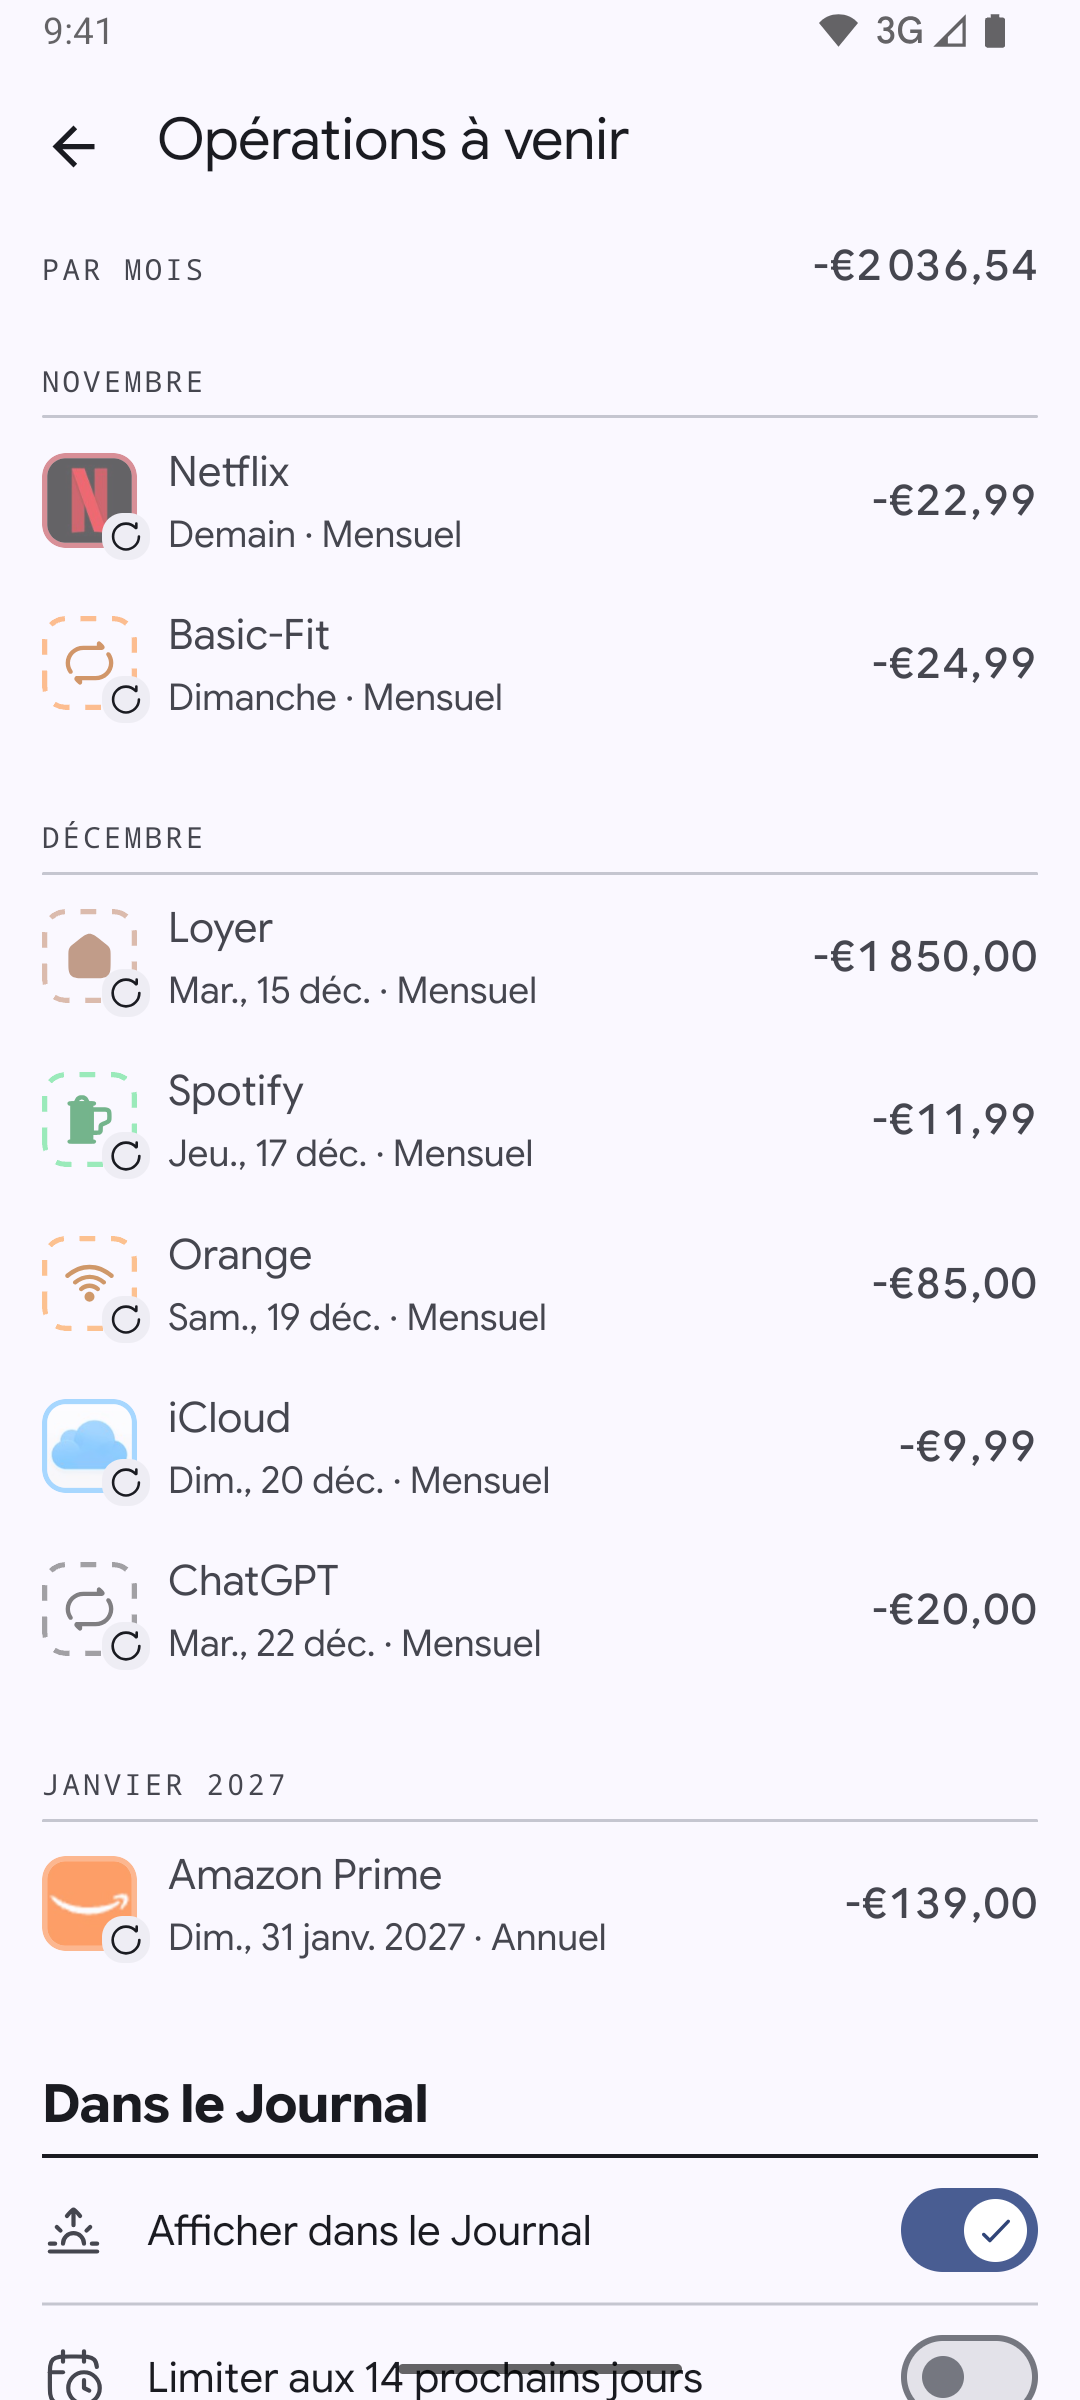 9:41
3G
Opérations à venir
PAR MOIS
-€2 036,54
NOVEMBRE
N
Netflix
Demain · Mensuel
-€22,99
Basic-Fit
Dimanche · Mensuel
-€24,99
DÉCEMBRE
Loyer
Mar., 15 déc. · Mensuel
-€1 850,00
Spotify
Jeu., 17 déc. · Mensuel
-€11,99
Orange
Sam., 19 déc. · Mensuel
-€85,00
iCloud
Dim., 20 déc. · Mensuel
-€9,99
ChatGPT
Mar., 22 déc. · Mensuel
-€20,00
JANVIER 2027
Amazon Prime
Dim., 31 janv. 2027 · Annuel
-€139,00
Dans le Journal
Afficher dans le Journal
Limiter aux 14 prochains jours